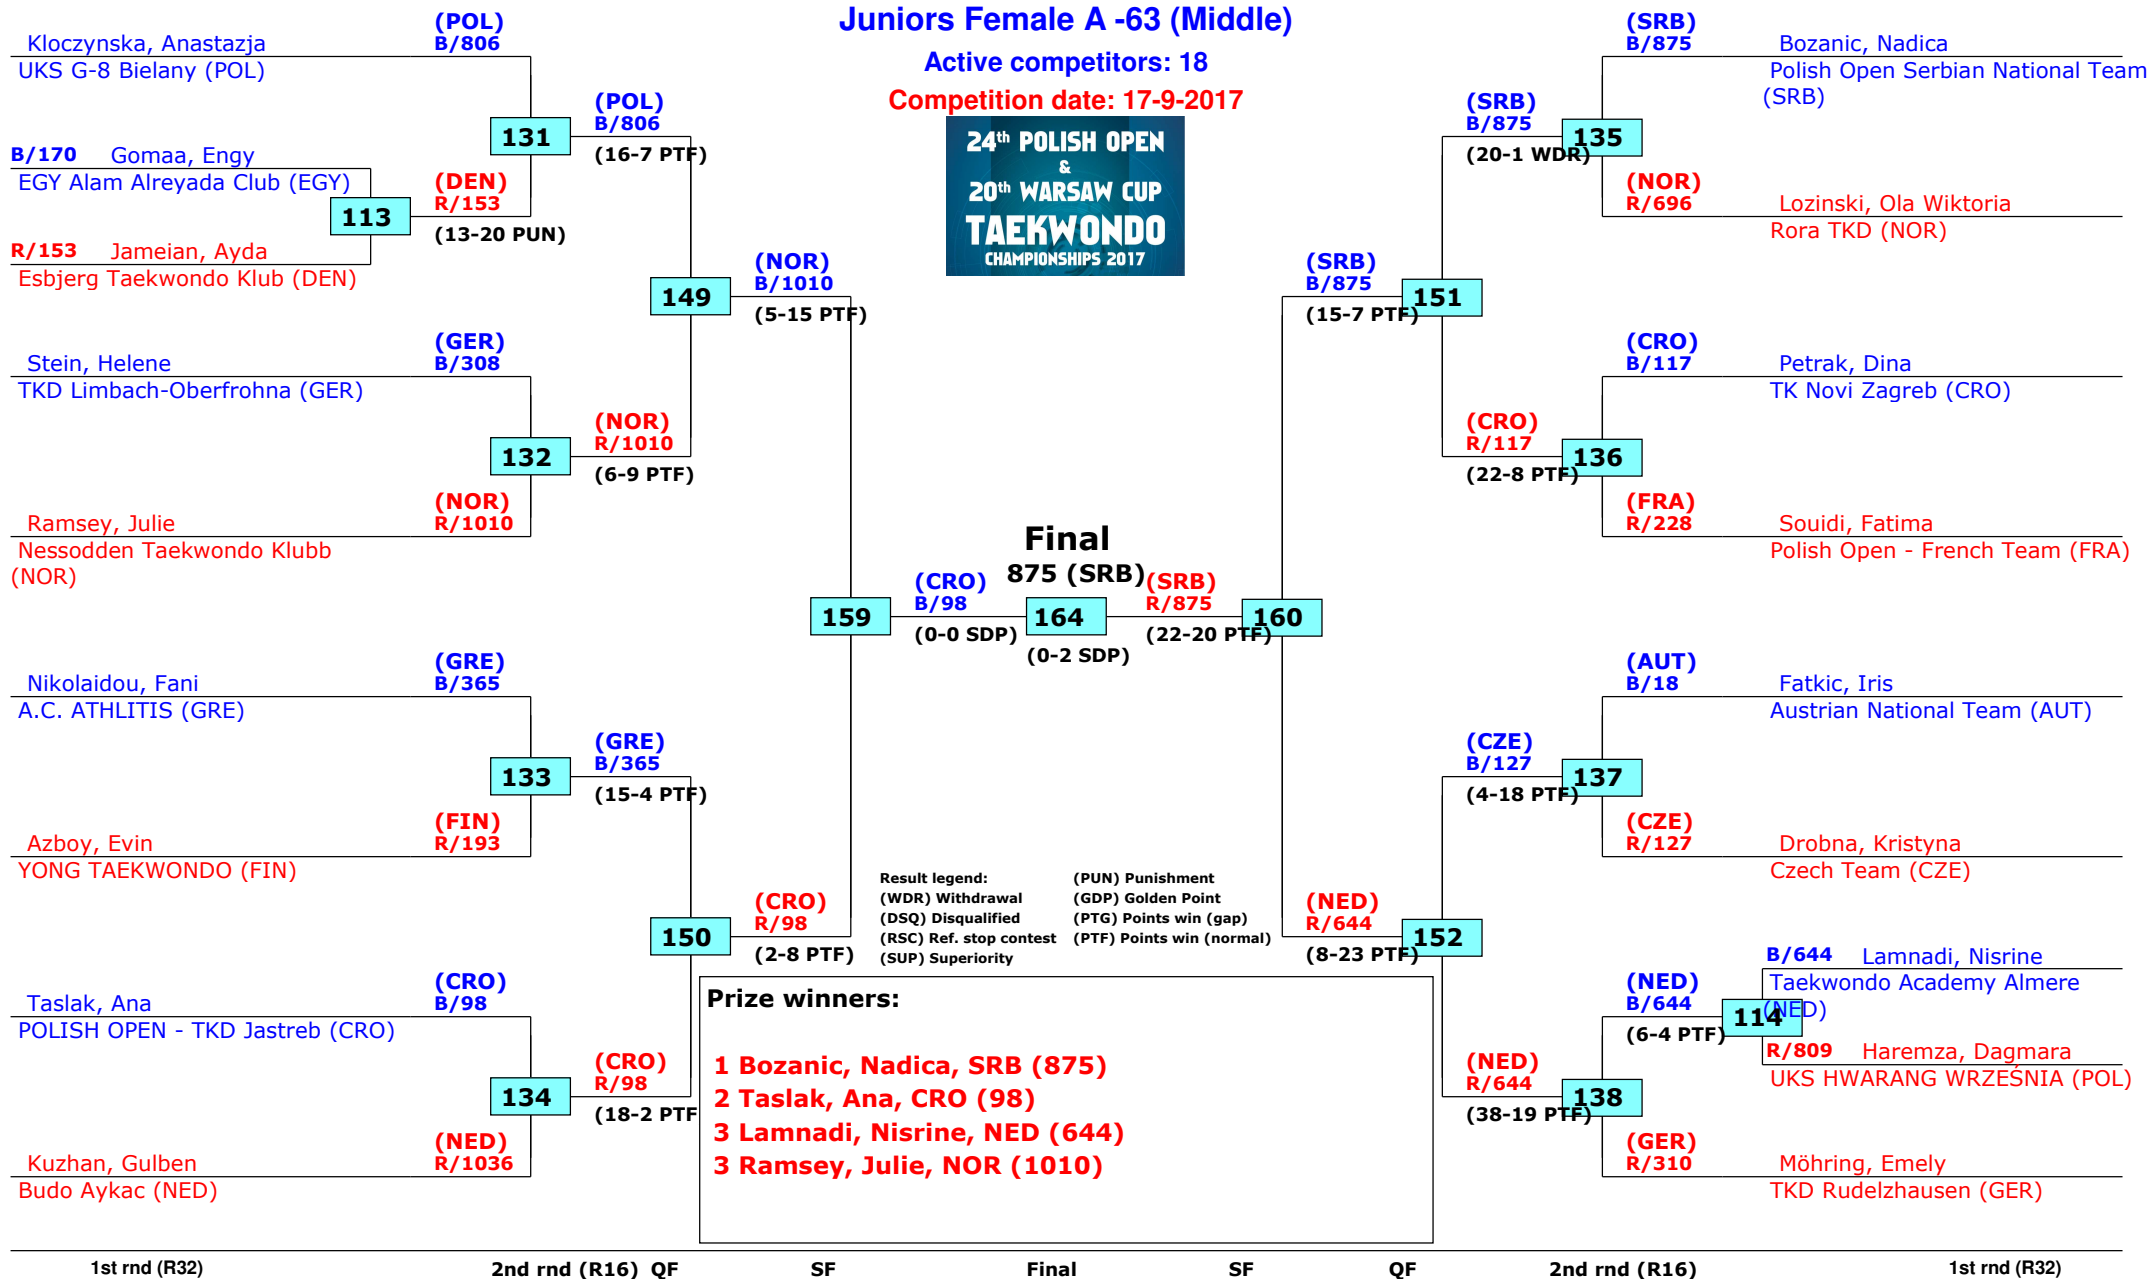 Juniors Female A -63 (Middle)
Active competitors: 18
Competition date: 17-9-2017
24th POLISH OPEN
&
20th WARSAW CUP
TAEKWONDO
CHAMPIONSHIPS 2017
Kloczynska, Anastazja
UKS G-8 Bielany (POL)
(POL)
B/806
B/170 Gomaa, Engy
EGY Alam Alreyada Club (EGY)
113
R/153 Jameian, Ayda
Esbjerg Taekwondo Klub (DEN)
(DEN)
R/153
(13-20 PUN)
131
(POL)
B/806
(16-7 PTF)
Stein, Helene
TKD Limbach-Oberfrohna (GER)
(GER)
B/308
132
(NOR)
R/1010
(6-9 PTF)
Ramsey, Julie
Nessodden Taekwondo Klubb
(NOR)
(NOR)
R/1010
149
(NOR)
B/1010
(5-15 PTF)
Nikolaidou, Fani
A.C. ATHLITIS (GRE)
(GRE)
B/365
133
(GRE)
B/365
(15-4 PTF)
Azboy, Evin
YONG TAEKWONDO (FIN)
(FIN)
R/193
150
(CRO)
R/98
(2-8 PTF)
Taslak, Ana
POLISH OPEN - TKD Jastreb (CRO)
(CRO)
B/98
134
(CRO)
R/98
(18-2 PTF
Kuzhan, Gulben
Budo Aykac (NED)
(NED)
R/1036
159
(CRO)
B/98
(0-0 SDP)
Final
875 (SRB)
164
(0-2 SDP)
(SRB)
R/875
(22-20 PTF)
160
(SRB)
B/875
Bozanic, Nadica
Polish Open Serbian National Team
(SRB)
(SRB)
B/875
(20-1 WDR)
135
(NOR)
R/696
Lozinski, Ola Wiktoria
Rora TKD (NOR)
(SRB)
B/875
(15-7 PTF)
151
(CRO)
B/117
Petrak, Dina
TK Novi Zagreb (CRO)
(CRO)
R/117
(22-8 PTF)
136
(FRA)
R/228
Souidi, Fatima
Polish Open - French Team (FRA)
(AUT)
B/18
Fatkic, Iris
Austrian National Team (AUT)
(CZE)
B/127
(4-18 PTF)
137
(CZE)
R/127
Drobna, Kristyna
Czech Team (CZE)
(NED)
R/644
(8-23 PTF)
152
B/644 Lamnadi, Nisrine
Taekwondo Academy Almere
(NED)
(NED)
B/644
(6-4 PTF)
114
R/809 Haremza, Dagmara
UKS HWARANG WRZEŚNIA (POL)
(NED)
R/644
(38-19 PTF)
138
(GER)
R/310
Möhring, Emely
TKD Rudelzhausen (GER)
Result legend:
(WDR) Withdrawal
(DSQ) Disqualified
(RSC) Ref. stop contest
(SUP) Superiority
(PUN) Punishment
(GDP) Golden Point
(PTG) Points win (gap)
(PTF) Points win (normal)
Prize winners:
1 Bozanic, Nadica, SRB (875)
2 Taslak, Ana, CRO (98)
3 Lamnadi, Nisrine, NED (644)
3 Ramsey, Julie, NOR (1010)
1st rnd (R32) 2nd rnd (R16) QF SF Final SF QF 2nd rnd (R16) 1st rnd (R32)